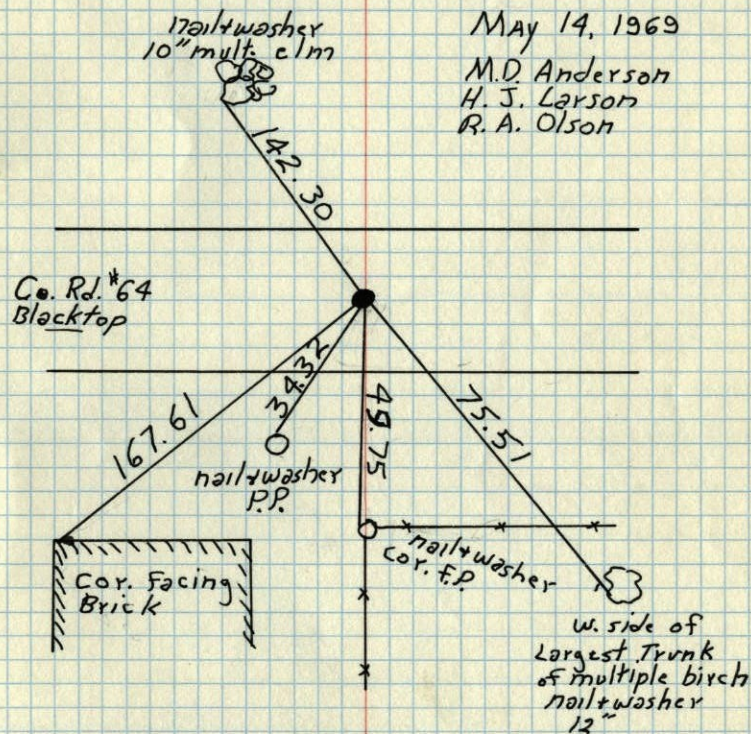 nail+washer
10" mult. elm
May 14, 1969
M.D. Anderson
H. J. Larson
R. A. Olson
142.30
Co. Rd. #64
Blacktop
167.61
34.32
49.75
75.51
nail+washer
P.P.
nail+washer
cor. f.p.
Cor. Facing
Brick
w. side of
Largest Trunk
of multiple birch
nail+washer
12"